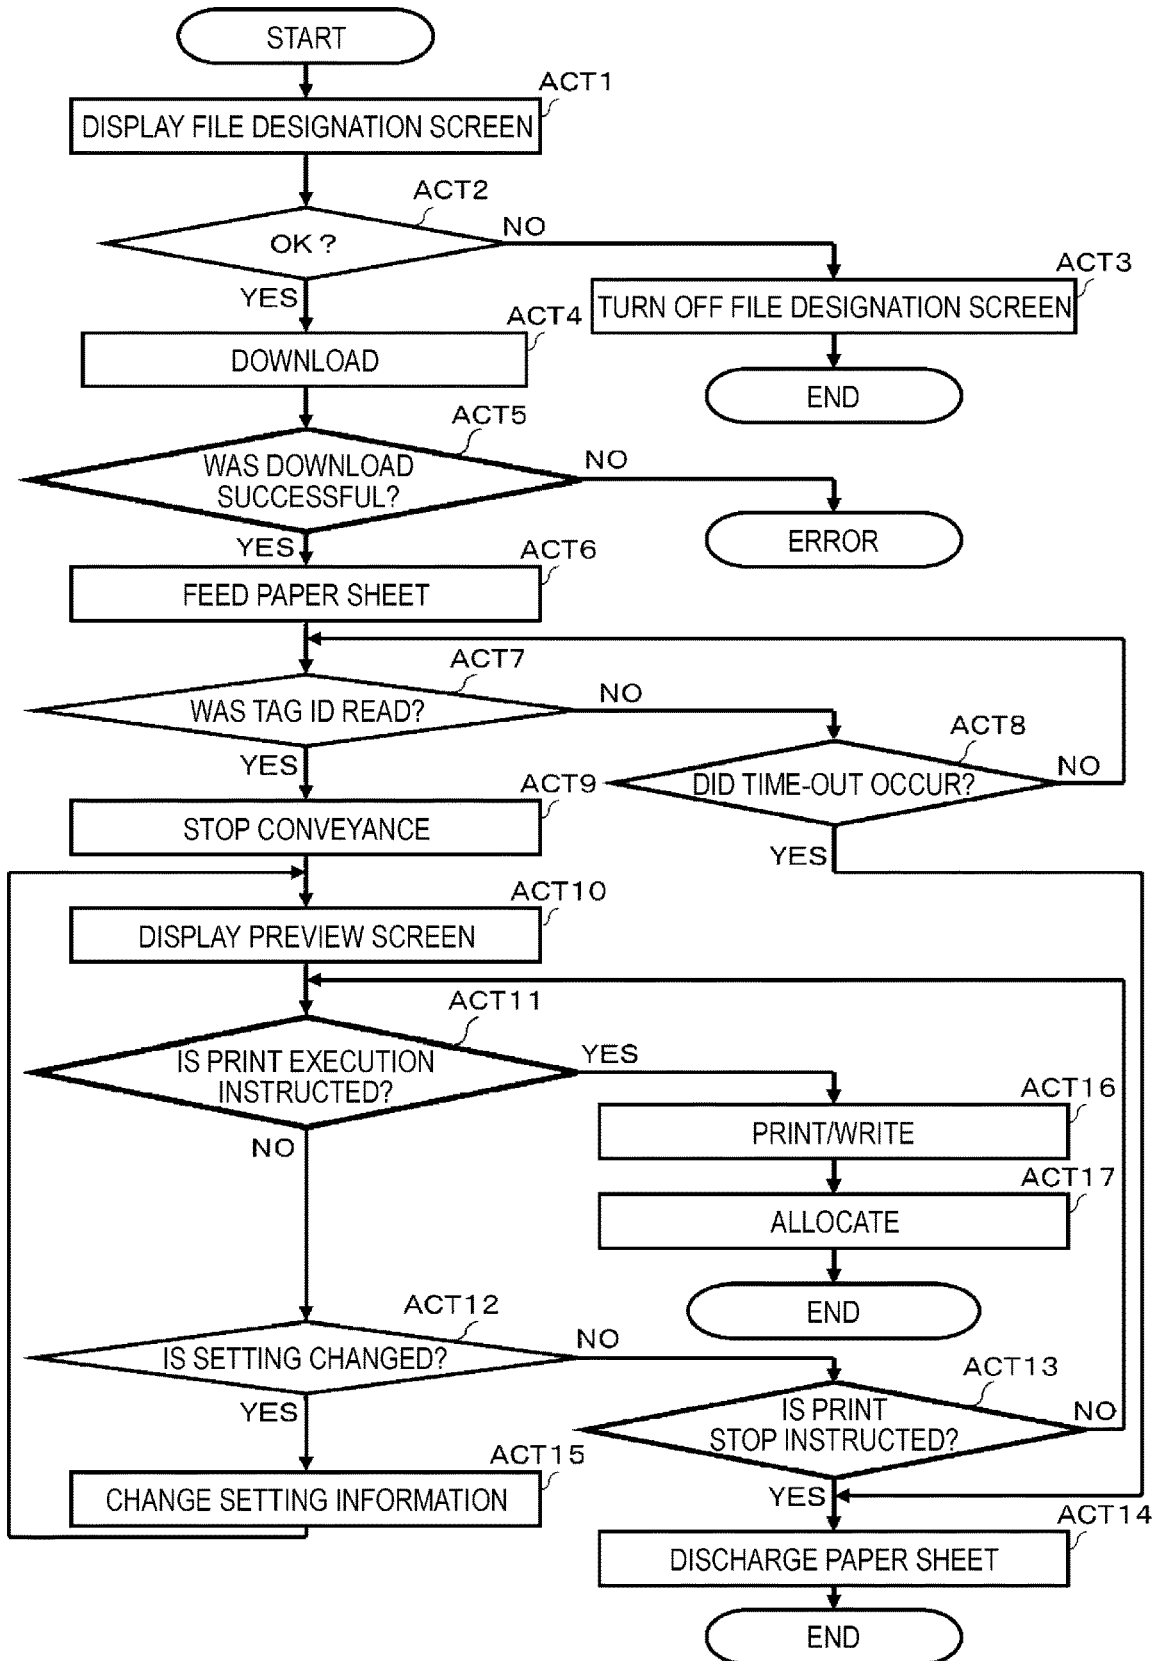 START
ACT1
DISPLAY FILE DESIGNATION SCREEN
ACT2
OK ?
NO
YES
ACT3
TURN OFF FILE DESIGNATION SCREEN
END
ACT4
DOWNLOAD
ACT5
WAS DOWNLOAD
SUCCESSFUL?
NO
ERROR
YES
ACT6
FEED PAPER SHEET
ACT7
WAS TAG ID READ?
NO
YES
ACT8
DID TIME-OUT OCCUR?
NO
YES
ACT9
STOP CONVEYANCE
ACT10
DISPLAY PREVIEW SCREEN
ACT11
IS PRINT EXECUTION
INSTRUCTED?
YES
NO
ACT16
PRINT/WRITE
ACT17
ALLOCATE
END
ACT12
IS SETTING CHANGED?
NO
YES
ACT13
IS PRINT
STOP INSTRUCTED?
NO
YES
ACT15
CHANGE SETTING INFORMATION
ACT14
DISCHARGE PAPER SHEET
END